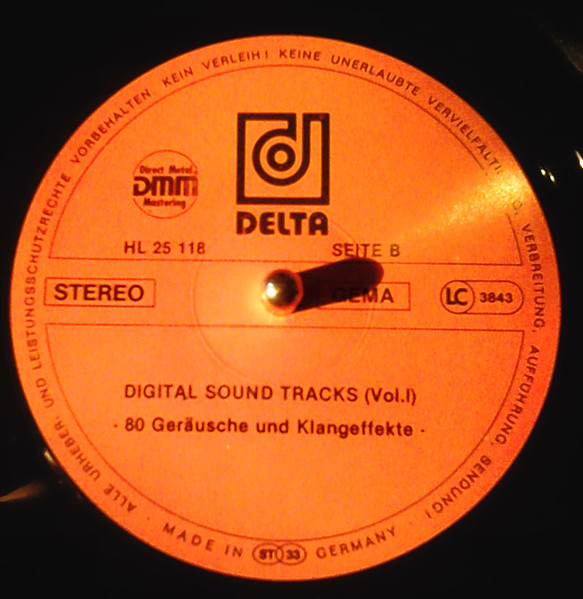 ALLE URHEBER- UND LEISTUNGSSCHUTZRECHTE VORBEHALTEN KEIN VERLEIH! KEINE UNERLAUBTE VERVIELFÄLTI G, VERBREITUNG, AUFFÜHRUNG, SENDUNG!
Direct Metal
DMM
Mastering
d
DELTA
HL 25 118
SEITE B
STEREO
GEMA
LC 3843
DIGITAL SOUND TRACKS (Vol.I)
- 80 Geräusche und Klangeffekte -
MADE IN ST 33 GERMANY